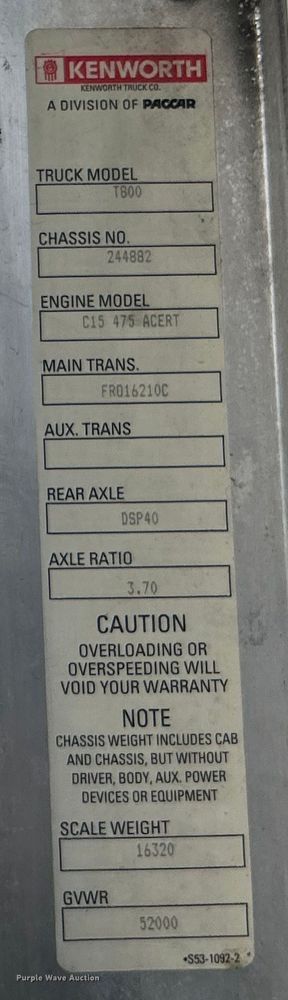 KENWORTH
KENWORTH TRUCK CO.
A DIVISION OF PACCAR
TRUCK MODEL
T800
CHASSIS NO.
244882
ENGINE MODEL
C15 475 ACERT
MAIN TRANS.
FRO16210C
AUX. TRANS
REAR AXLE
DSP40
AXLE RATIO
3.70
CAUTION
OVERLOADING OR
OVERSPEEDING WILL
VOID YOUR WARRANTY
NOTE
CHASSIS WEIGHT INCLUDES CAB
AND CHASSIS, BUT WITHOUT
DRIVER, BODY, AUX. POWER
DEVICES OR EQUIPMENT
SCALE WEIGHT
16320
GVWR
52000
•S53-1092-2
Purple Wave Auction